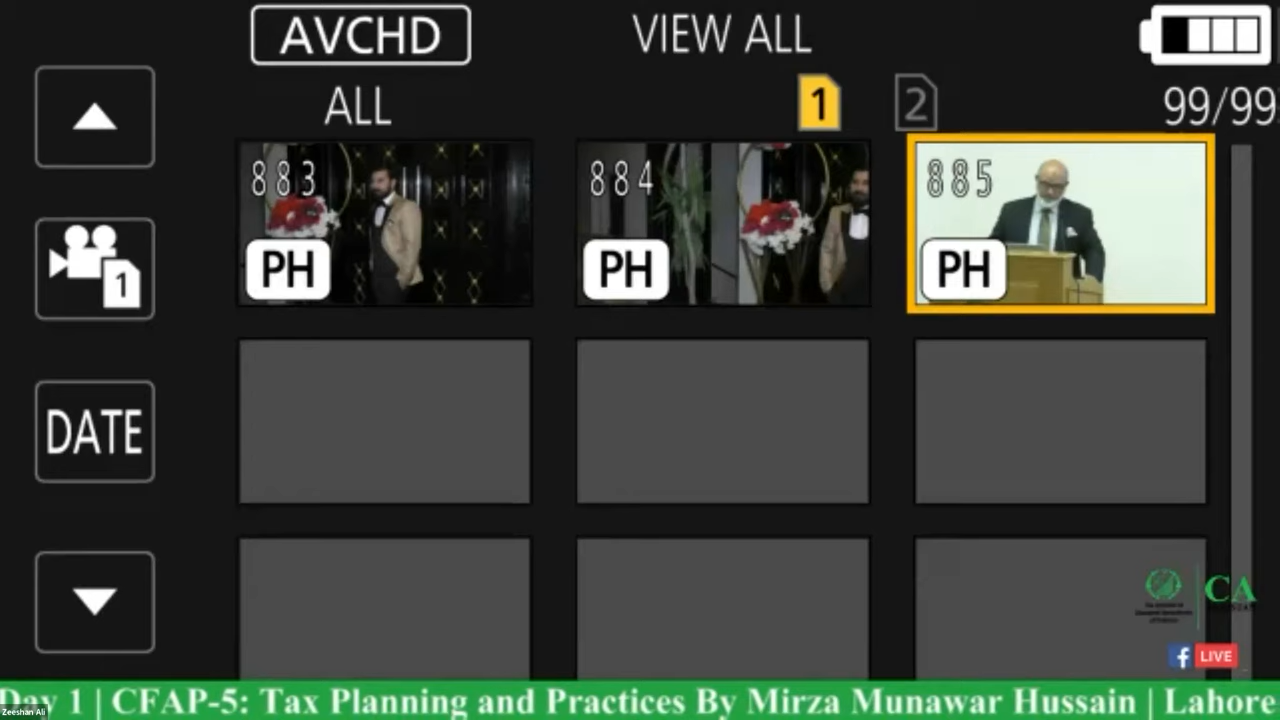 AVCHD
VIEW ALL
ALL
1
2
99/99
883
884
885
PH
PH
PH
1
DATE
CA
f LIVE
Day 1 | CFAP-5: Tax Planning and Practices By Mirza Munawar Hussain | Lahore
Zeeshan Ali